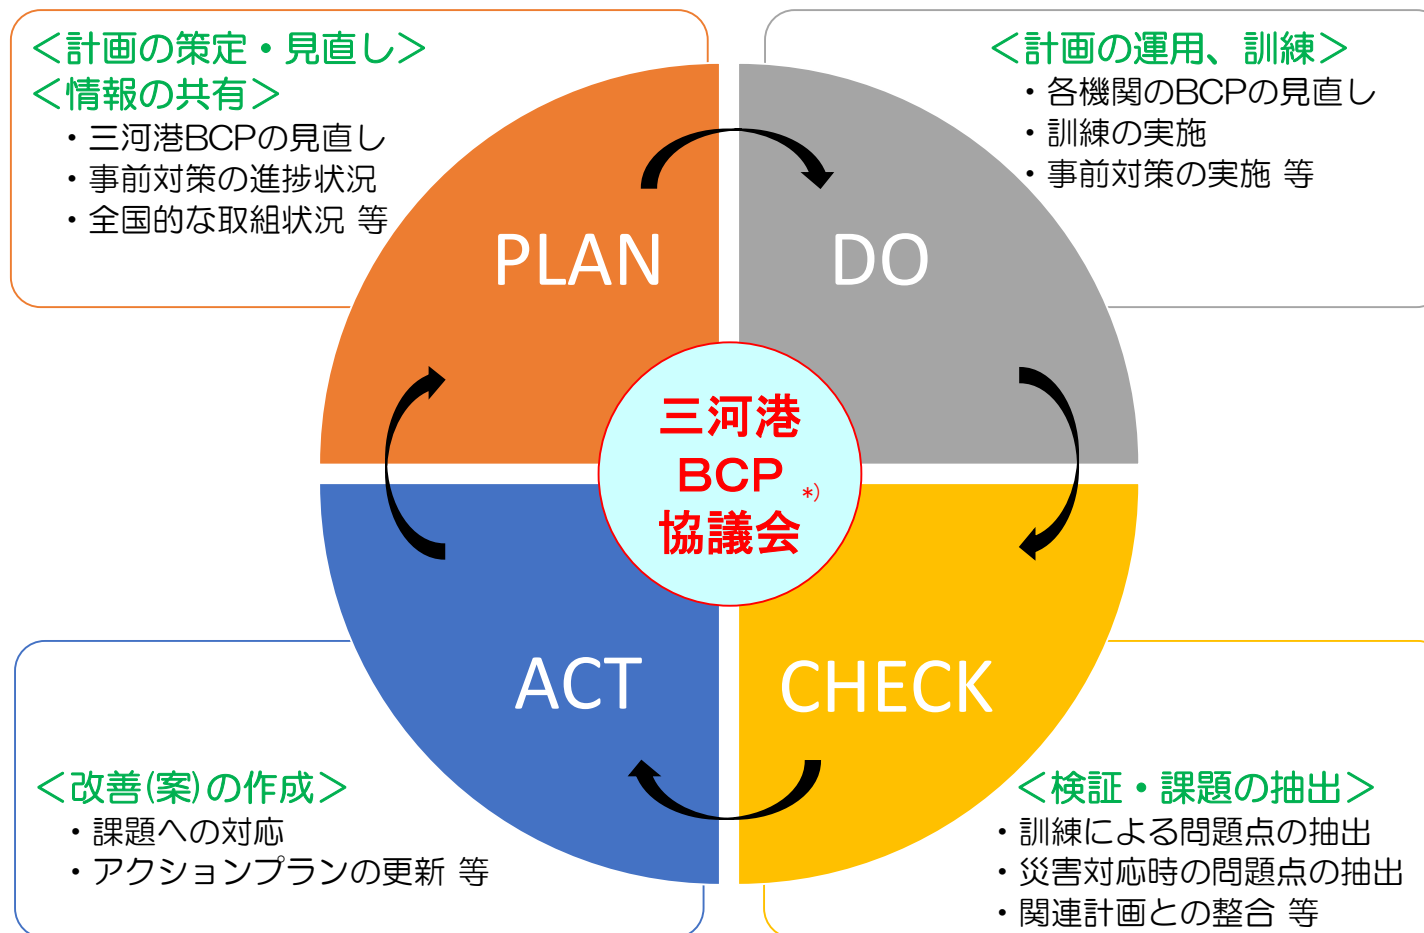 ＜計画の策定・見直し＞
＜情報の共有＞
・三河港BCPの見直し
・事前対策の進捗状況
・全国的な取組状況 等
PLAN
＜計画の運用、訓練＞
・各機関のBCPの見直し
・訓練の実施
・事前対策の実施 等
DO
三河港
BCP
協議会
*)
ACT
＜改善(案)の作成＞
・課題への対応
・アクションプランの更新 等
CHECK
＜検証・課題の抽出＞
・訓練による問題点の抽出
・災害対応時の問題点の抽出
・関連計画との整合 等